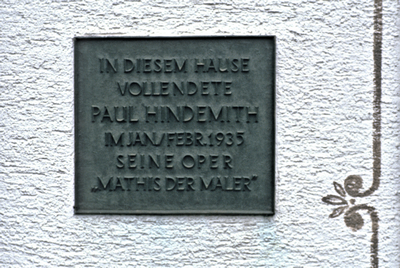 IN DIESEM HAUSE
VOLLENDETE
PAUL HINDEMITH
IM JAN/FEBR. 1935
SEINE OPER
„MATHIS DER MALER“